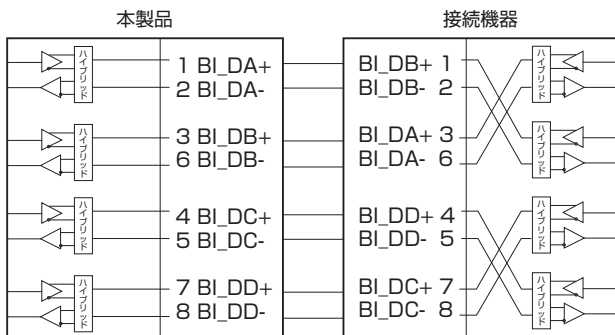 本製品
接続機器
ハイブリッド
1 BI_DA+
2 BI_DA-
ハイブリッド
3 BI_DB+
6 BI_DB-
ハイブリッド
4 BI_DC+
5 BI_DC-
ハイブリッド
7 BI_DD+
8 BI_DD-
BI_DB+ 1
BI_DB- 2
ハイブリッド
BI_DA+ 3
BI_DA- 6
ハイブリッド
BI_DD+ 4
BI_DD- 5
ハイブリッド
BI_DC+ 7
BI_DC- 8
ハイブリッド